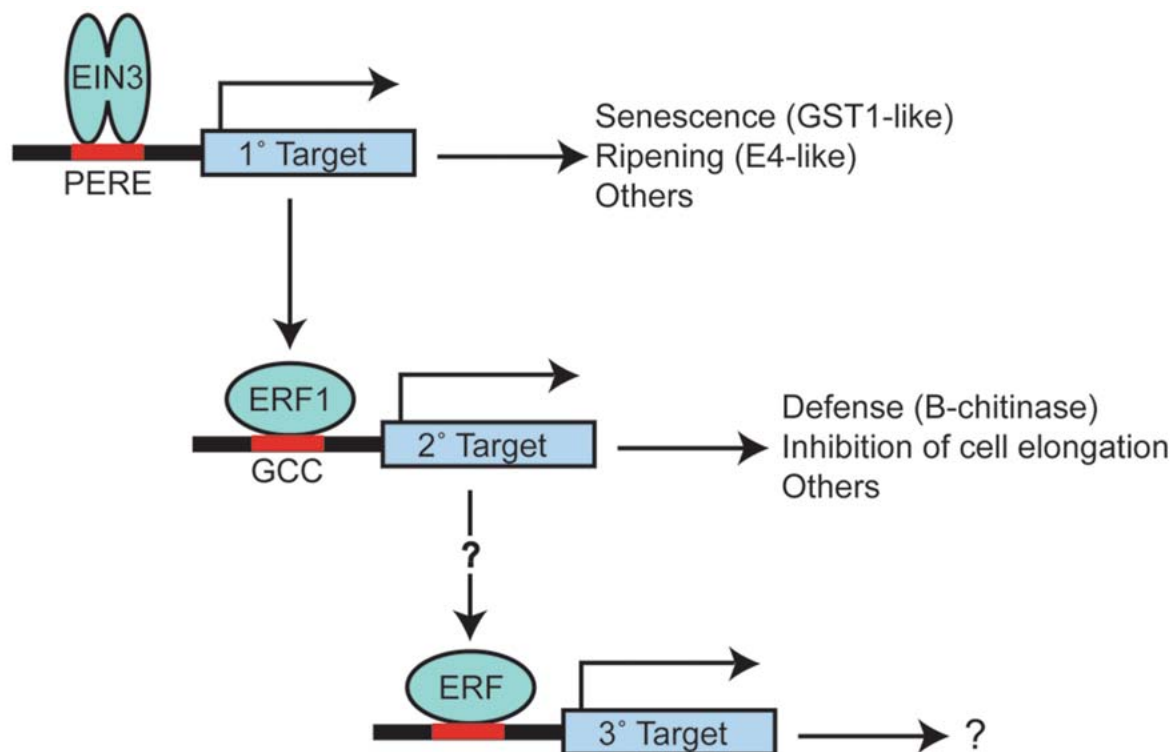 EIN3
1° Target
PERE
Senescence (GST1-like)
Ripening (E4-like)
Others
ERF1
2° Target
GCC
Defense (B-chitinase)
Inhibition of cell elongation
Others
?
ERF
3° Target
?